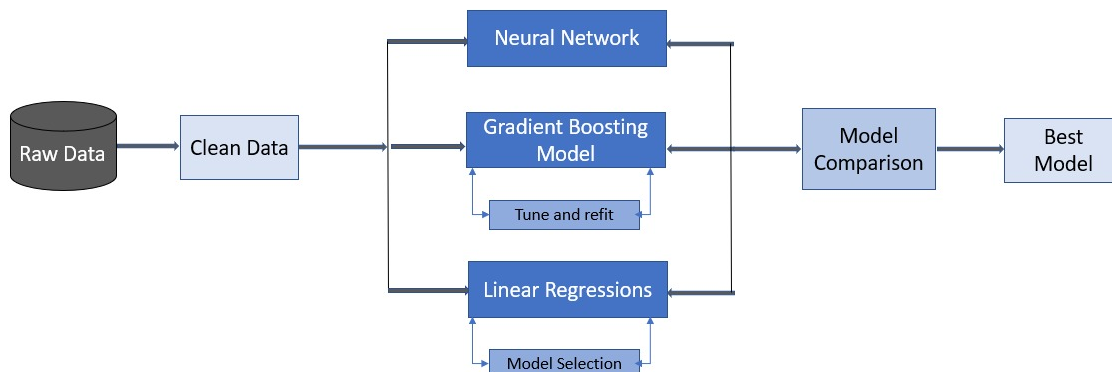 Neural Network
Raw Data
Clean Data
Gradient Boosting
Model
Model
Comparison
Best
Model
Tune and refit
Linear Regressions
Model Selection